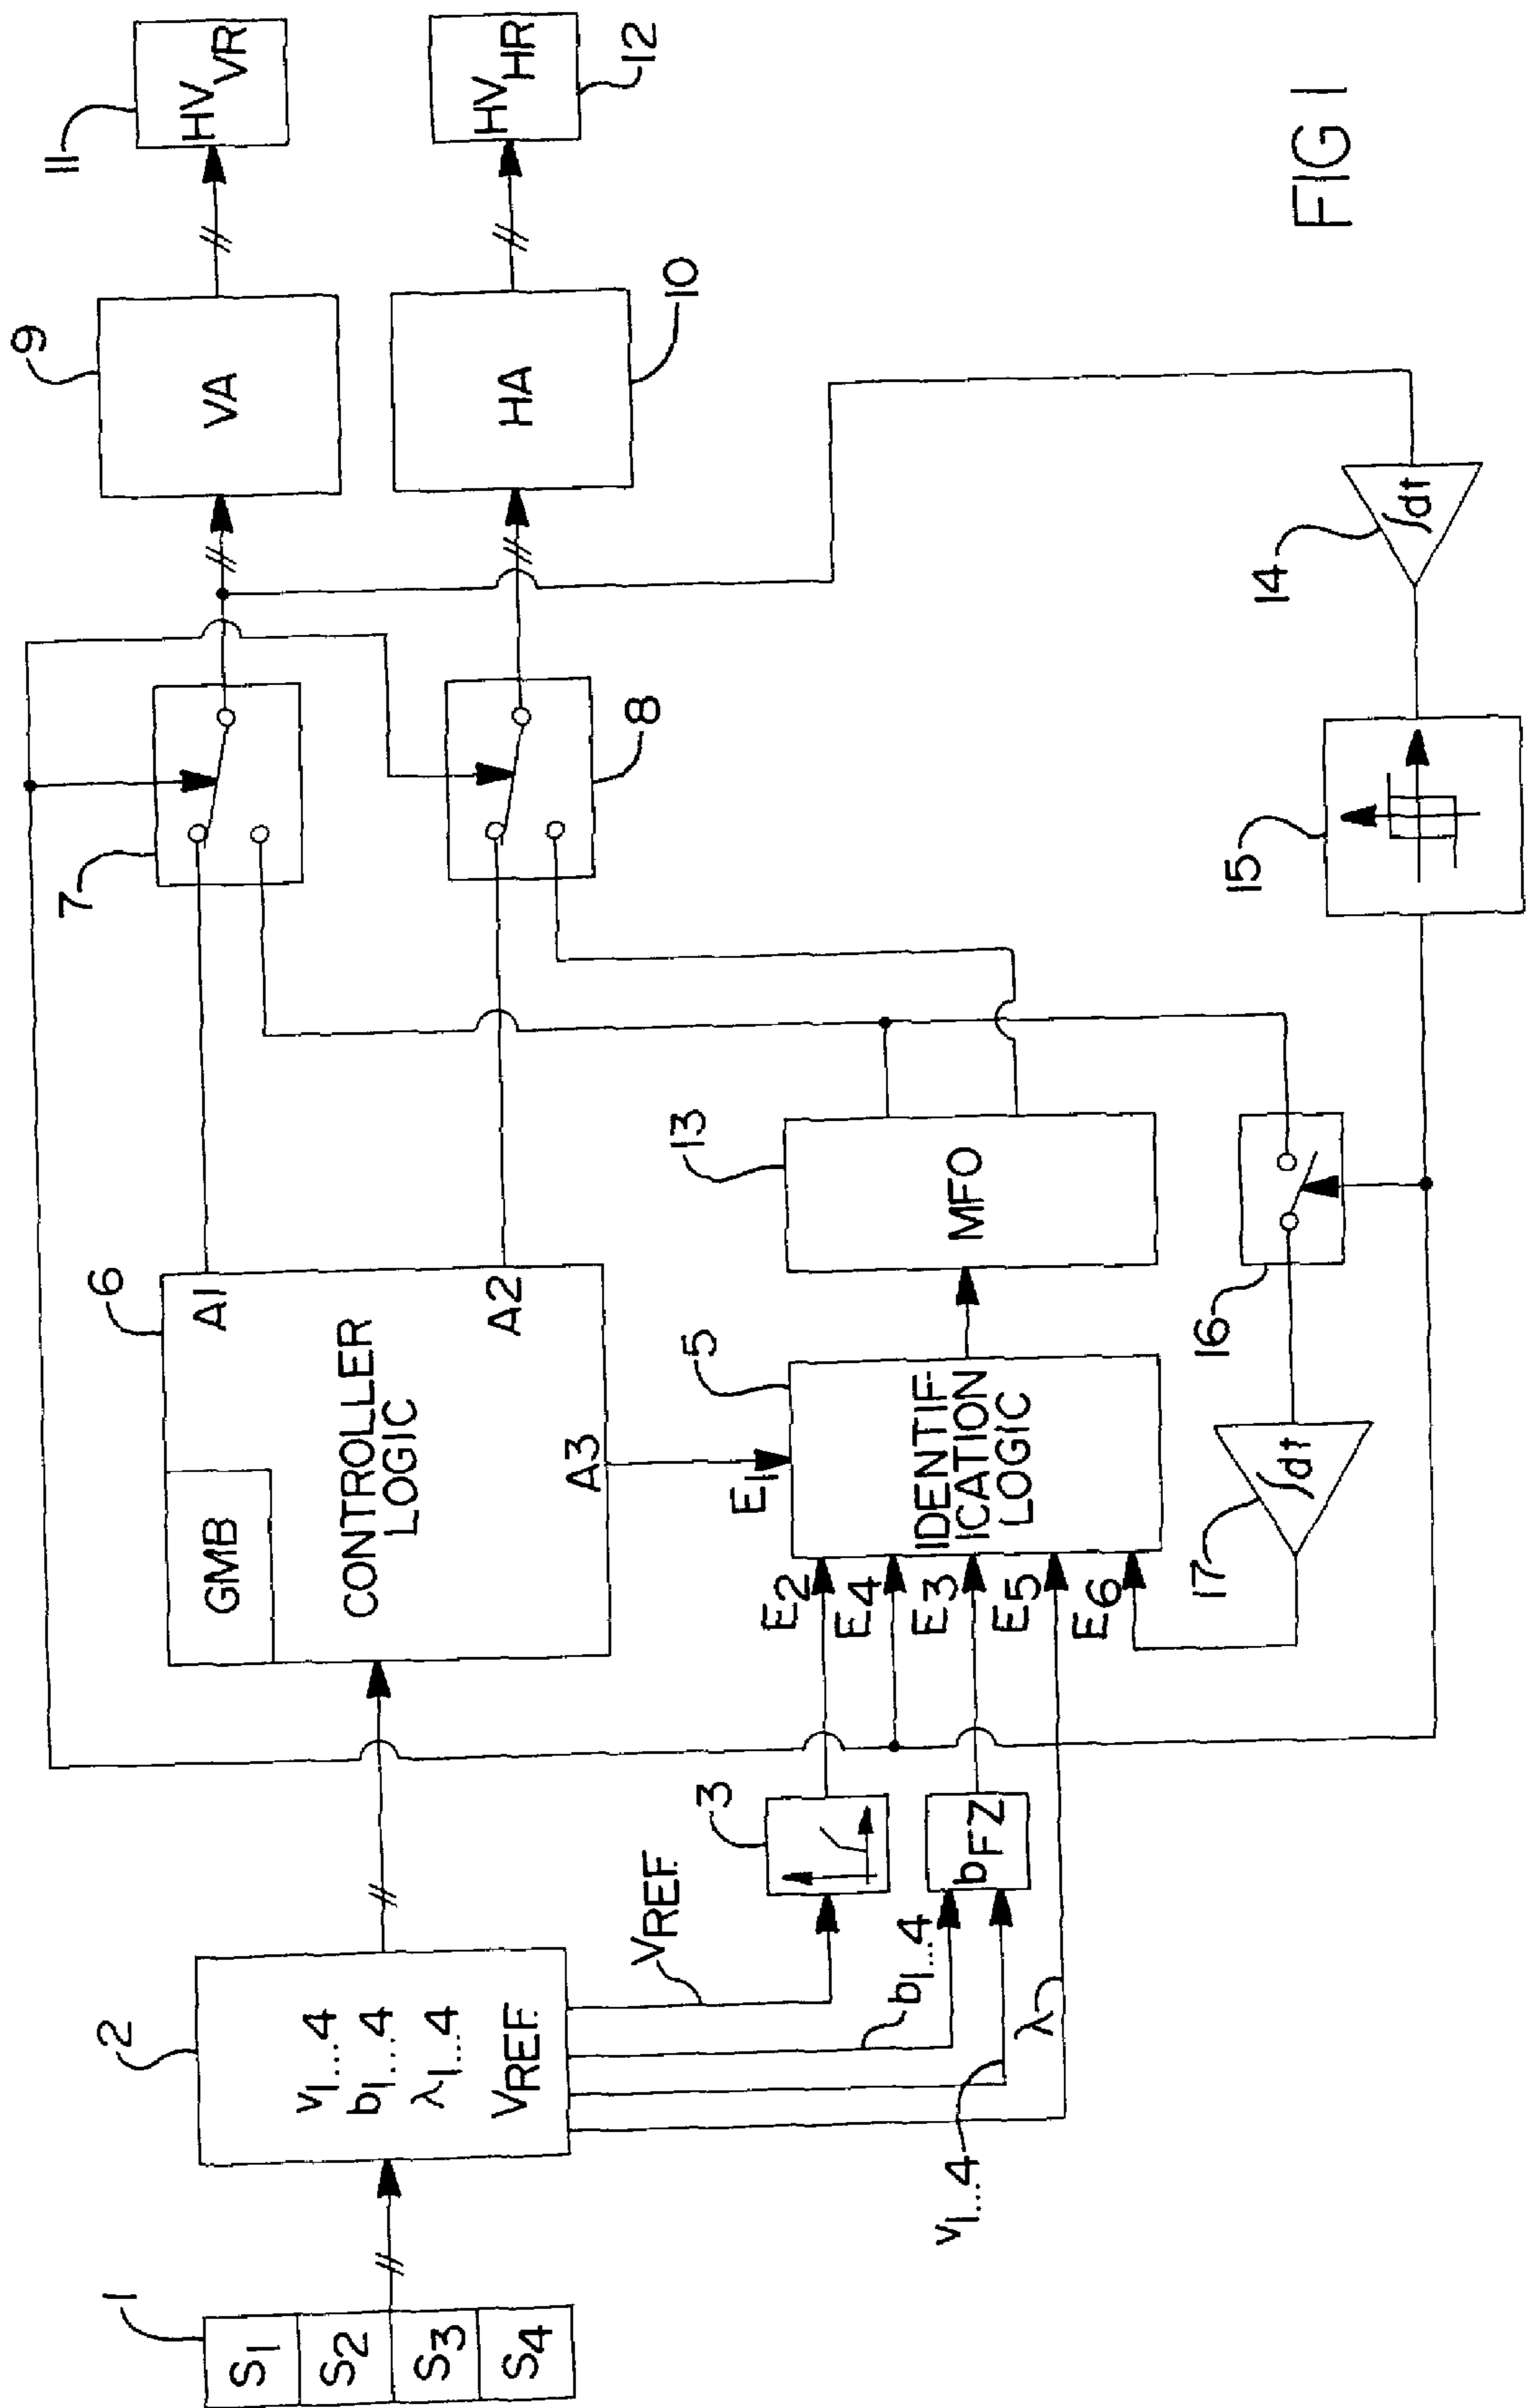 1
S1
S2
S3
S4
2
v1...4
b1...4
λ1...4
VREF.
VREF.
b1...4
v1...4
λ
3
bFZ
6
GMB
CONTROLLER
LOGIC
A1
A2
A3
E1
E2
E4
E3
E5
E6
5
IDENTIF-
ICATION
LOGIC
13
MFO
7
8
9
VA
10
HA
11
HVVR
12
HVHR
14
∫dt
15
16
17
∫dt
FIG 1